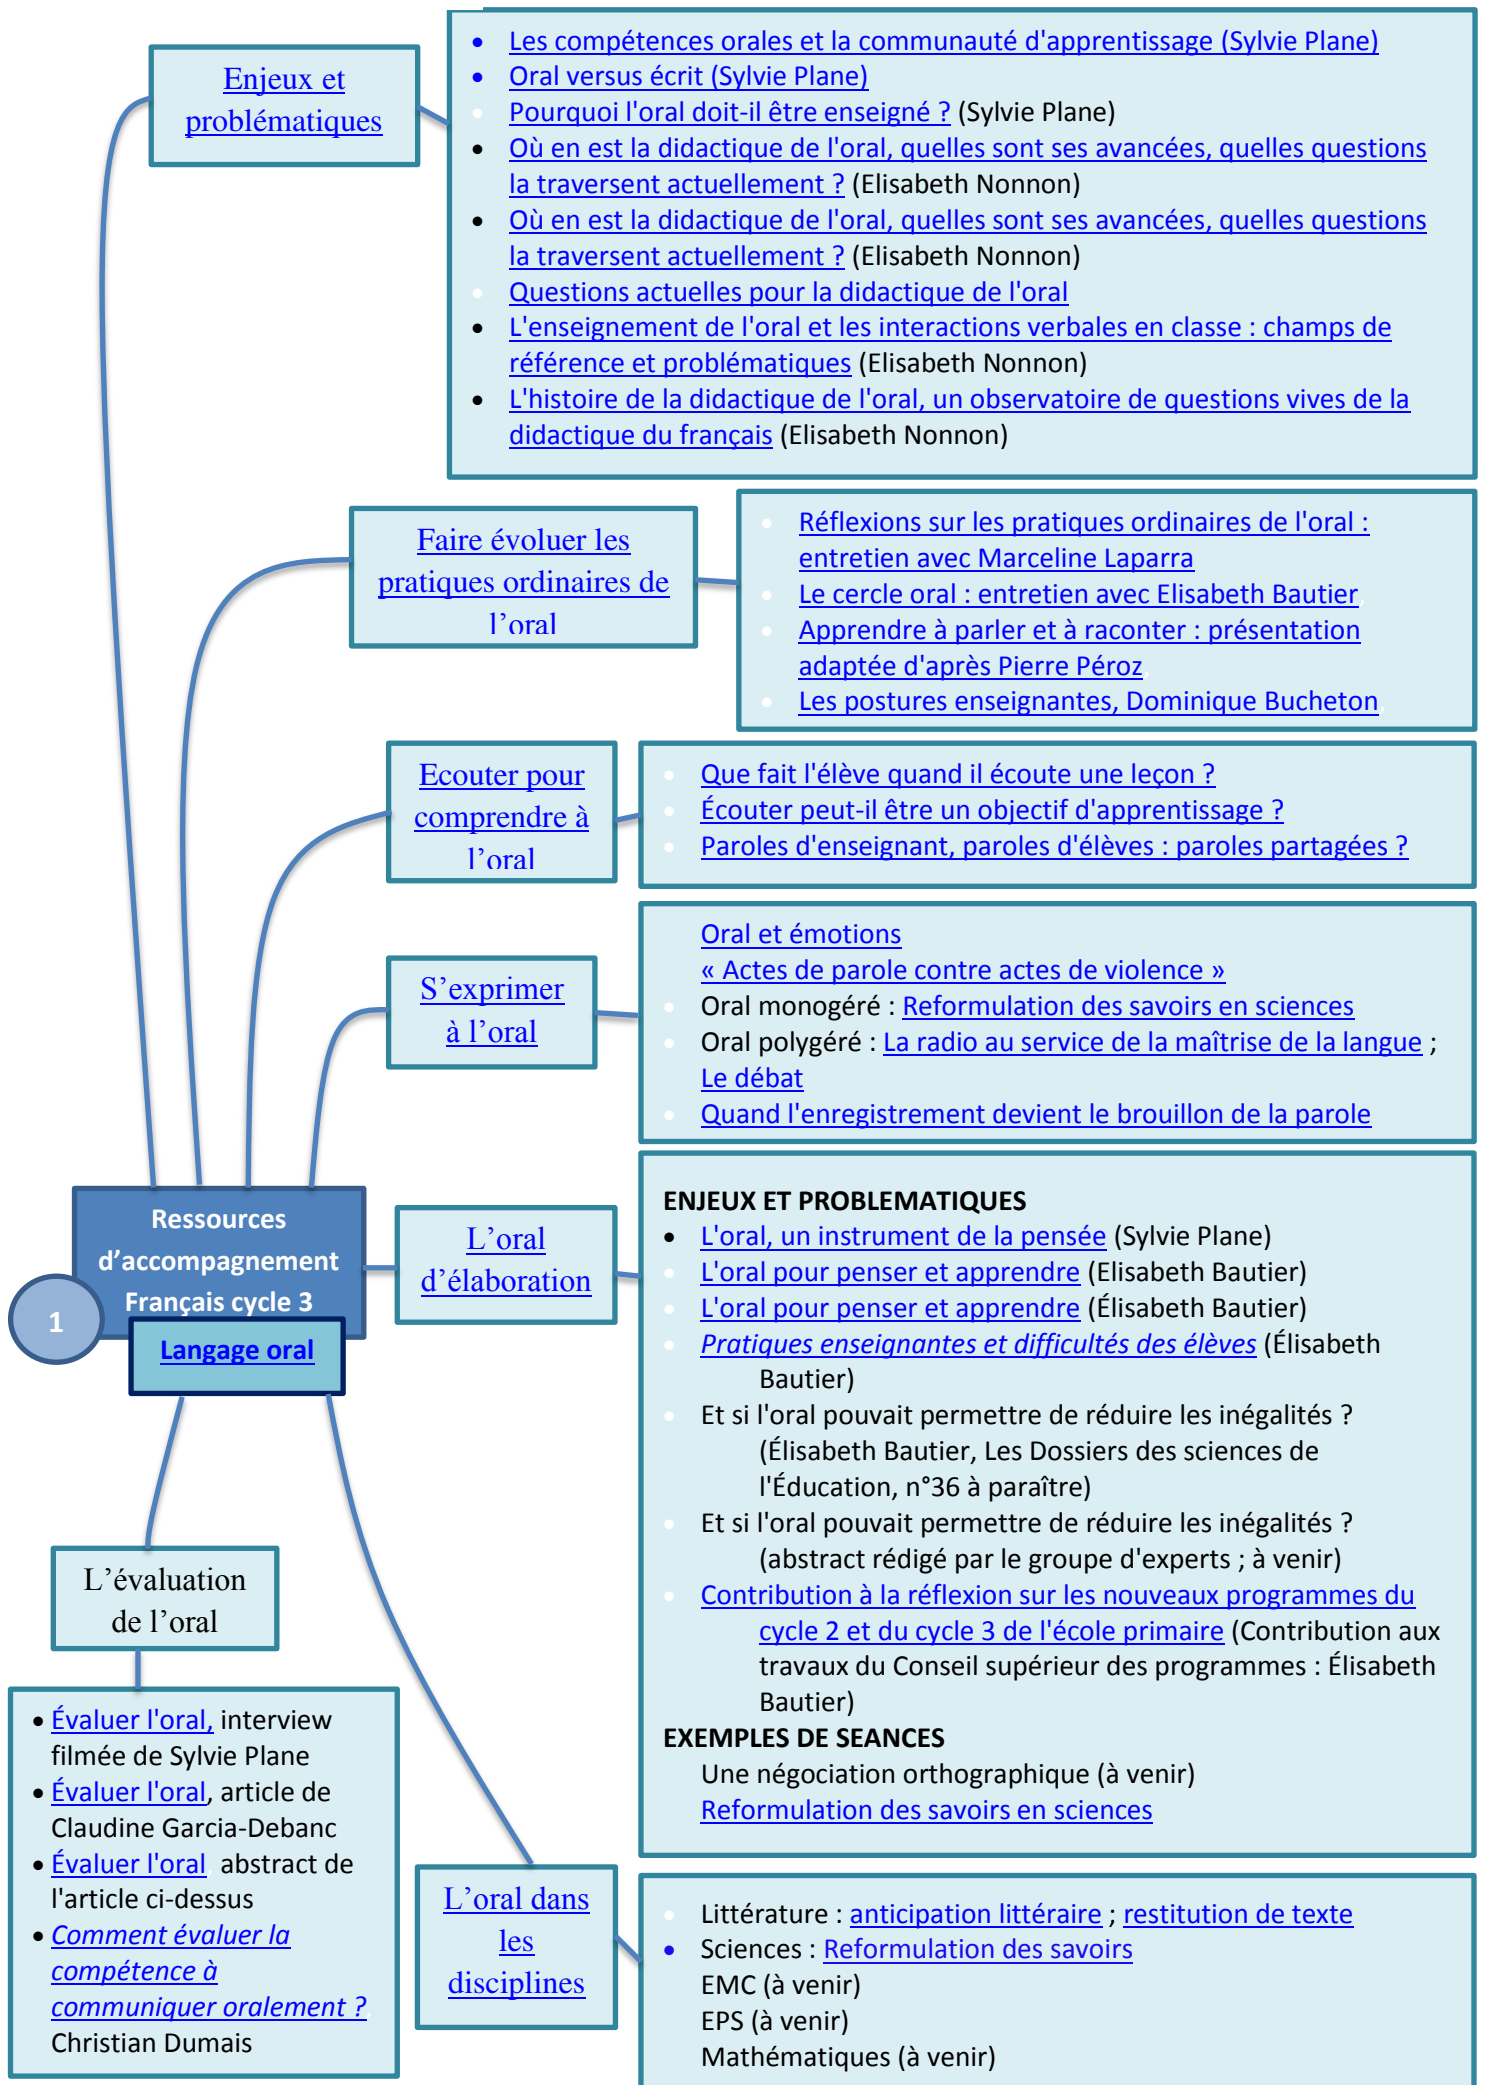 Enjeux et
problématiques
• Les compétences orales et la communauté d'apprentissage (Sylvie Plane)
• Oral versus écrit (Sylvie Plane)
• Pourquoi l'oral doit-il être enseigné ? (Sylvie Plane)
• Où en est la didactique de l'oral, quelles sont ses avancées, quelles questions
la traversent actuellement ? (Elisabeth Nonnon)
• Où en est la didactique de l'oral, quelles sont ses avancées, quelles questions
la traversent actuellement ? (Elisabeth Nonnon)
• Questions actuelles pour la didactique de l'oral
• L'enseignement de l'oral et les interactions verbales en classe : champs de
référence et problématiques (Elisabeth Nonnon)
• L'histoire de la didactique de l'oral, un observatoire de questions vives de la
didactique du français (Elisabeth Nonnon)
Faire évoluer les
pratiques ordinaires de
l’oral
• Réflexions sur les pratiques ordinaires de l'oral :
entretien avec Marceline Laparra
• Le cercle oral : entretien avec Elisabeth Bautier,
• Apprendre à parler et à raconter : présentation
adaptée d'après Pierre Péroz
• Les postures enseignantes, Dominique Bucheton,
Ecouter pour
comprendre à
l’oral
• Que fait l'élève quand il écoute une leçon ?
• Écouter peut-il être un objectif d'apprentissage ?
• Paroles d'enseignant, paroles d'élèves : paroles partagées ?
S’exprimer
à l’oral
Oral et émotions
« Actes de parole contre actes de violence »
• Oral monogéré : Reformulation des savoirs en sciences
• Oral polygéré : La radio au service de la maîtrise de la langue ;
Le débat
• Quand l'enregistrement devient le brouillon de la parole
Ressources
d’accompagnement
Français cycle 3
1
Langage oral
L’oral
d’élaboration
ENJEUX ET PROBLEMATIQUES
• L'oral, un instrument de la pensée (Sylvie Plane)
• L'oral pour penser et apprendre (Elisabeth Bautier)
• L'oral pour penser et apprendre (Élisabeth Bautier)
• Pratiques enseignantes et difficultés des élèves (Élisabeth
Bautier)
• Et si l'oral pouvait permettre de réduire les inégalités ?
(Élisabeth Bautier, Les Dossiers des sciences de
l'Éducation, n°36 à paraître)
• Et si l'oral pouvait permettre de réduire les inégalités ?
(abstract rédigé par le groupe d'experts ; à venir)
• Contribution à la réflexion sur les nouveaux programmes du
cycle 2 et du cycle 3 de l'école primaire (Contribution aux
travaux du Conseil supérieur des programmes : Élisabeth
Bautier)
EXEMPLES DE SEANCES
Une négociation orthographique (à venir)
Reformulation des savoirs en sciences
L’évaluation
de l’oral
• Évaluer l'oral, interview
filmée de Sylvie Plane
• Évaluer l'oral, article de
Claudine Garcia-Debanc
• Évaluer l'oral, abstract de
l'article ci-dessus
• Comment évaluer la
compétence à
communiquer oralement ?,
Christian Dumais
L’oral dans
les
disciplines
• Littérature : anticipation littéraire ; restitution de texte
• Sciences : Reformulation des savoirs
EMC (à venir)
EPS (à venir)
Mathématiques (à venir)